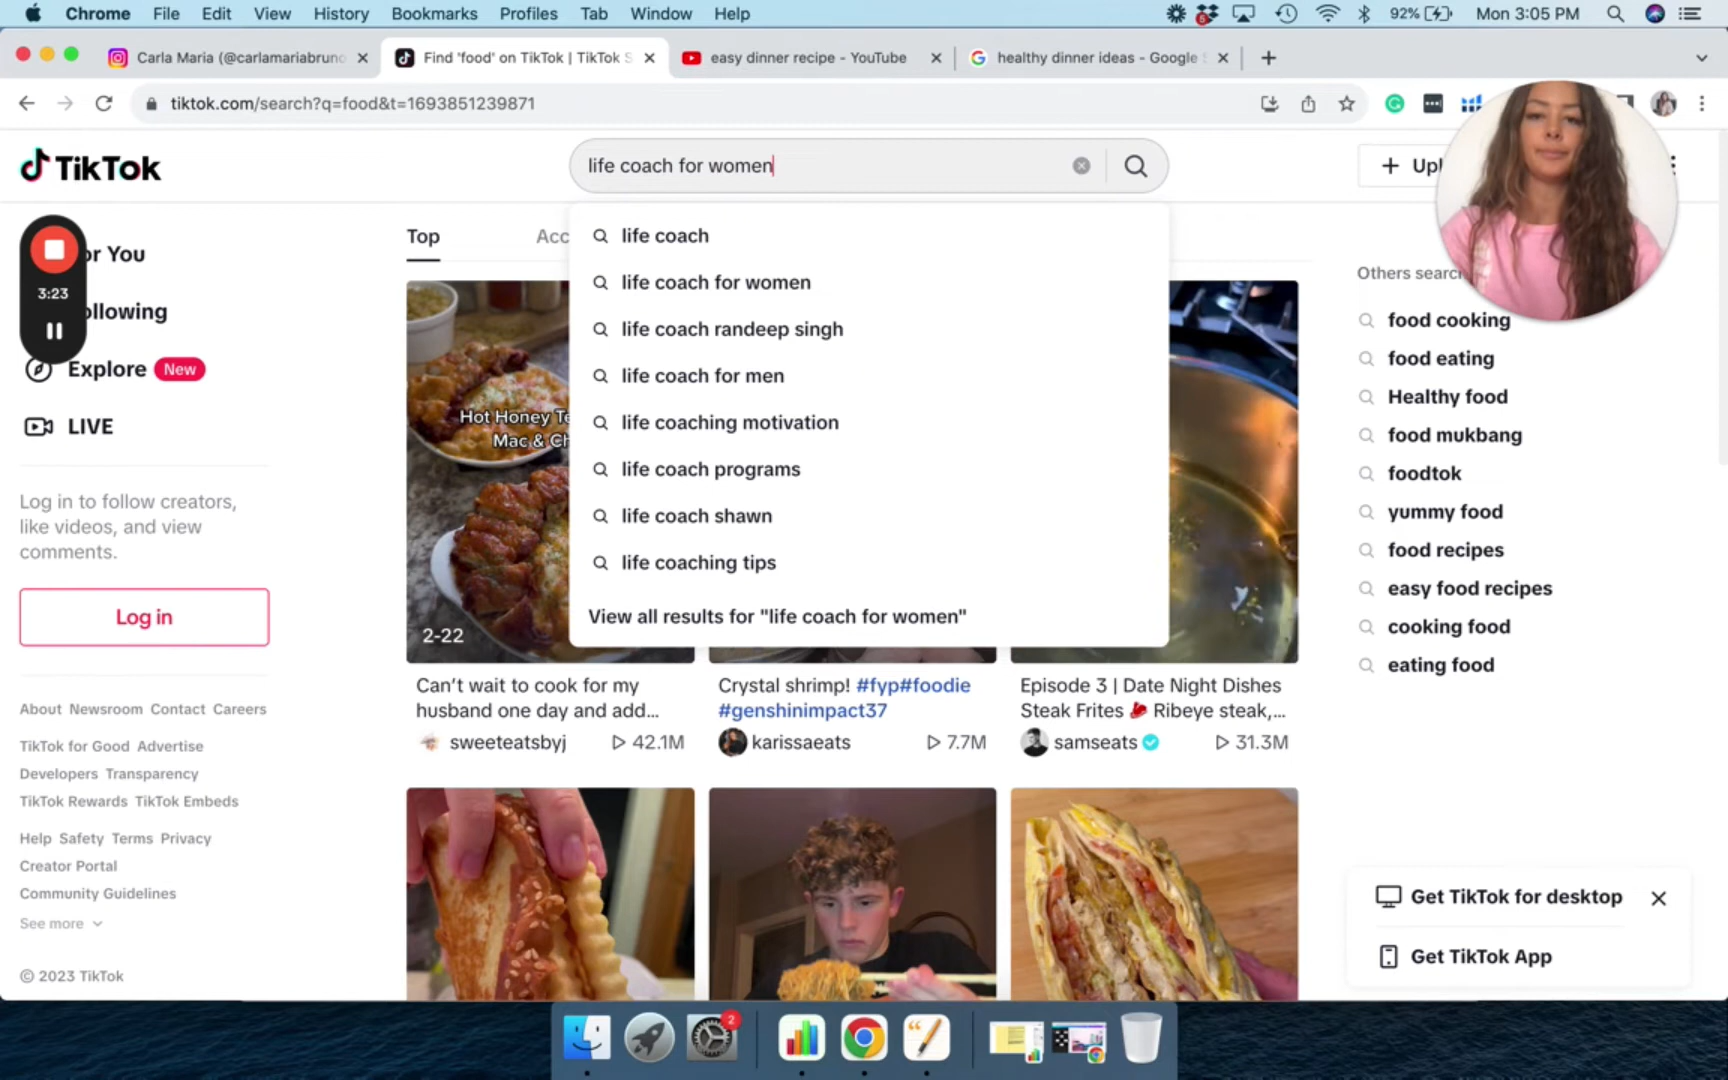 Chrome File Edit View History Bookmarks Profiles Tab Window Help 5 92% Mon 3:05 PM
Carla Maria (@carlamariabruno Find 'food' on TikTok | TikTok S easy dinner recipe - YouTube healthy dinner ideas - Google S
tiktok.com/search?q=food&t=1693851239871
TikTok
life coach for women
Upl
or You
ollowing
3:23
Explore New
LIVE
Log in to follow creators,
like videos, and view
comments.
Log in
About Newsroom Contact Careers
TikTok for Good Advertise
Developers Transparency
TikTok Rewards TikTok Embeds
Help Safety Terms Privacy
Creator Portal
Community Guidelines
See more
© 2023 TikTok
Top Acc
life coach
life coach for women
life coach randeep singh
life coach for men
life coaching motivation
life coach programs
life coach shawn
life coaching tips
View all results for "life coach for women"
Hot Honey Te
Mac & Ch
2-22
Can't wait to cook for my
husband one day and add...
sweeteatsbyj 42.1M
Crystal shrimp! #fyp#foodie
#genshinimpact37
karissaeats 7.7M
Episode 3 | Date Night Dishes
Steak Frites 🥩 Ribeye steak,...
samseats 31.3M
Others searc
food cooking
food eating
Healthy food
food mukbang
foodtok
yummy food
food recipes
easy food recipes
cooking food
eating food
Get TikTok for desktop
Get TikTok App
2